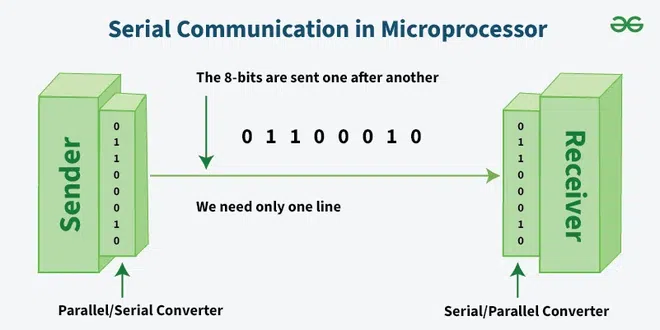 Serial Communication in Microprocessor
The 8-bits are sent one after another
0 1 1 0 0 0 1 0
We need only one line
Sender
0
1
1
0
0
0
1
0
Parallel/Serial Converter
0
1
1
0
0
0
1
0
Receiver
Serial/Parallel Converter